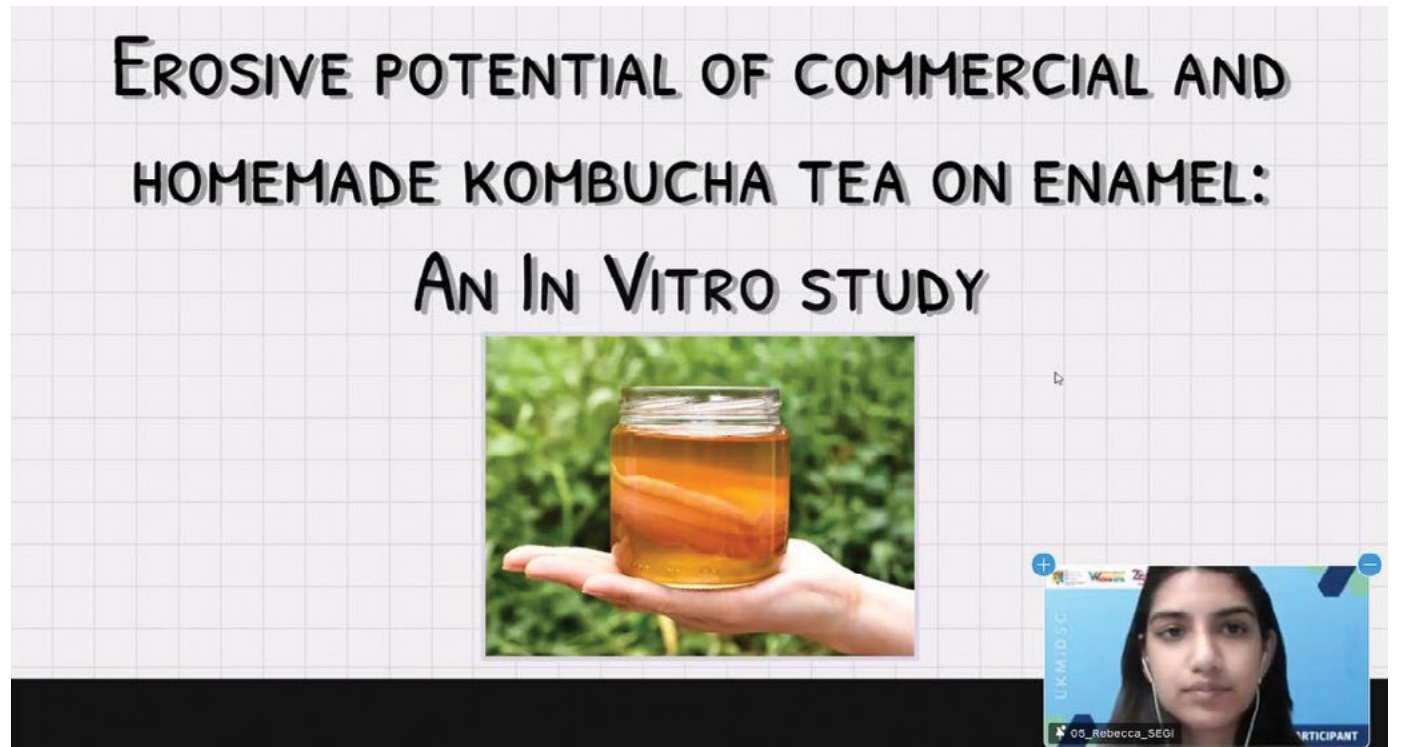 EROSIVE POTENTIAL OF COMMERCIAL AND
HOMEMADE KOMBUCHA TEA ON ENAMEL:
AN IN VITRO STUDY
UKMIDSC
05_Rebecca_SEGi
ARTICIPANT